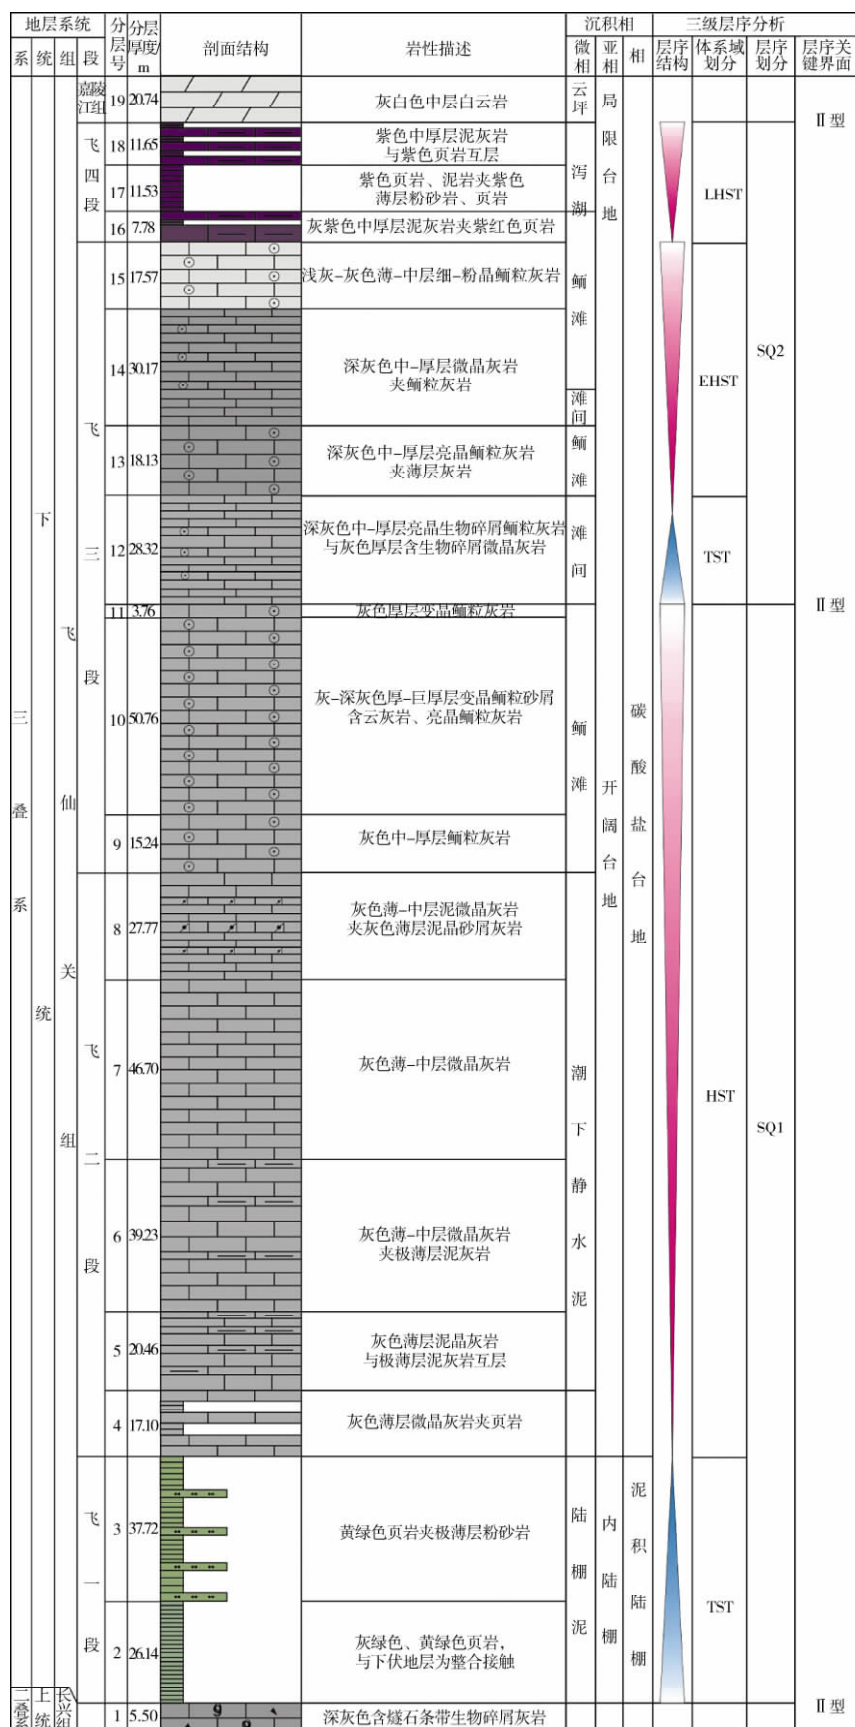 地层系统
分层号
分层厚度/m
剖面结构
岩性描述
沉积相
三级层序分析
系 统 组 段
微相
亚相
相
层序结构
体系域划分
层序划分
层序关键界面
嘉陵江组
19 20.74
灰白色中层白云岩
云坪
局限台地
II型
飞四段
18 11.65
紫色中厚层泥灰岩
与紫色页岩互层
泻湖
LHST
17 11.53
紫色页岩、泥岩夹紫色
薄层粉砂岩、页岩
16 7.78
灰紫色中厚层泥灰岩夹紫红色页岩
15 17.57
浅灰-灰色薄-中层细-粉晶鲕粒灰岩
鲕滩
14 30.17
深灰色中-厚层微晶灰岩
夹鲕粒灰岩
滩间
EHST
SQ2
13 18.13
深灰色中-厚层亮晶鲕粒灰岩
夹薄层灰岩
鲕滩
飞三段
12 28.32
深灰色中-厚层亮晶生物碎屑鲕粒灰岩
与灰色厚层含生物碎屑微晶灰岩
滩间
TST
II型
11 3.76
灰色厚层变晶鲕粒灰岩
10 50.76
灰-深灰色厚-巨厚层变晶鲕粒砂屑
含云灰岩、亮晶鲕粒灰岩
鲕滩
开阔台地
碳酸盐台地
9 15.24
灰色中-厚层鲕粒灰岩
三叠系
下统
飞仙关组
8 27.77
灰色薄-中层泥微晶灰岩
夹灰色薄层泥晶砂屑灰岩
飞二段
7 46.70
灰色薄-中层微晶灰岩
潮下静水泥
HST
SQ1
6 39.23
灰色薄-中层微晶灰岩
夹极薄层泥灰岩
5 20.46
灰色薄层泥晶灰岩
与极薄层泥灰岩互层
4 17.10
灰色薄层微晶灰岩夹页岩
飞一段
3 37.72
黄绿色页岩夹极薄层粉砂岩
陆棚泥
内陆棚
泥积陆棚
TST
2 26.14
灰绿色、黄绿色页岩，
与下伏地层为整合接触
II型
二叠系
上统
长兴组
1 5.50
深灰色含燧石条带生物碎屑灰岩